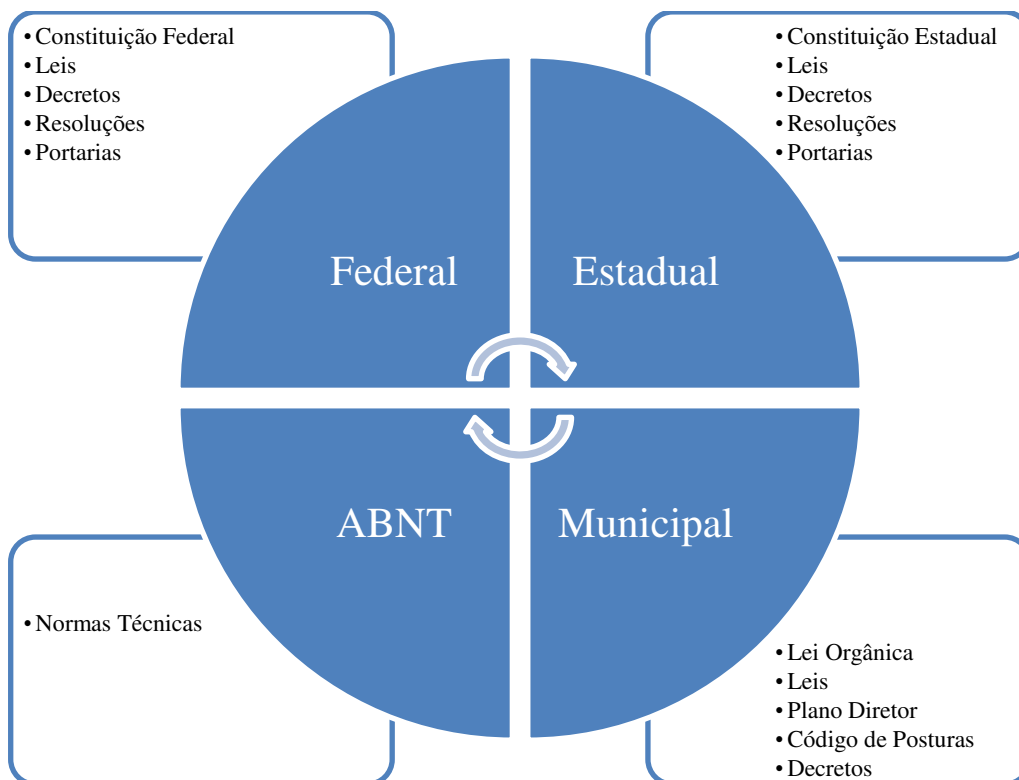 • Constituição Federal
• Leis
• Decretos
• Resoluções
• Portarias
• Constituição Estadual
• Leis
• Decretos
• Resoluções
• Portarias
Federal
Estadual
ABNT
Municipal
• Normas Técnicas
• Lei Orgânica
• Leis
• Plano Diretor
• Código de Posturas
• Decretos